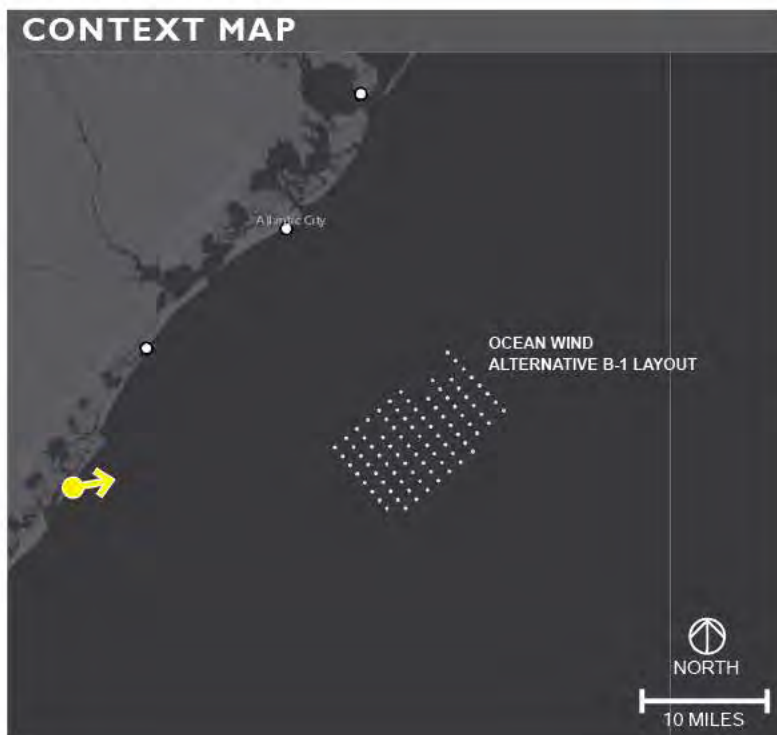 CONTEXT MAP
Atlantic City
OCEAN WIND
ALTERNATIVE B-1 LAYOUT
NORTH
10 MILES